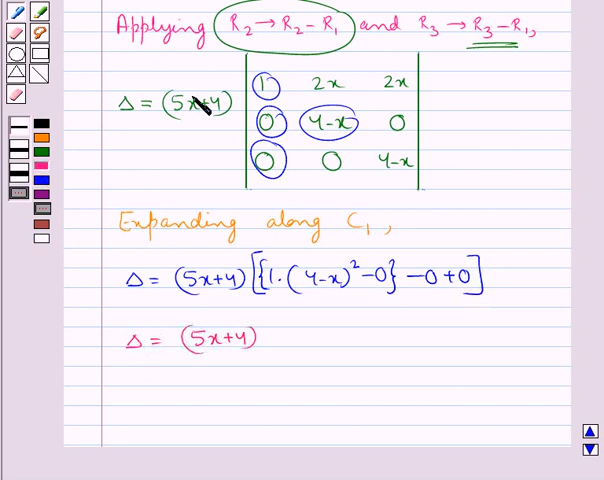 Applying R₂→R₂-R₁ and R₃→R₃-R₁,
Δ = (5x+4) | 1 2x 2x |
| 0 4-x 0 |
| 0 0 4-x |
Expanding along C₁,
Δ = (5x+4)[{1.(4-x)²-0}-0+0]
Δ = (5x+4)